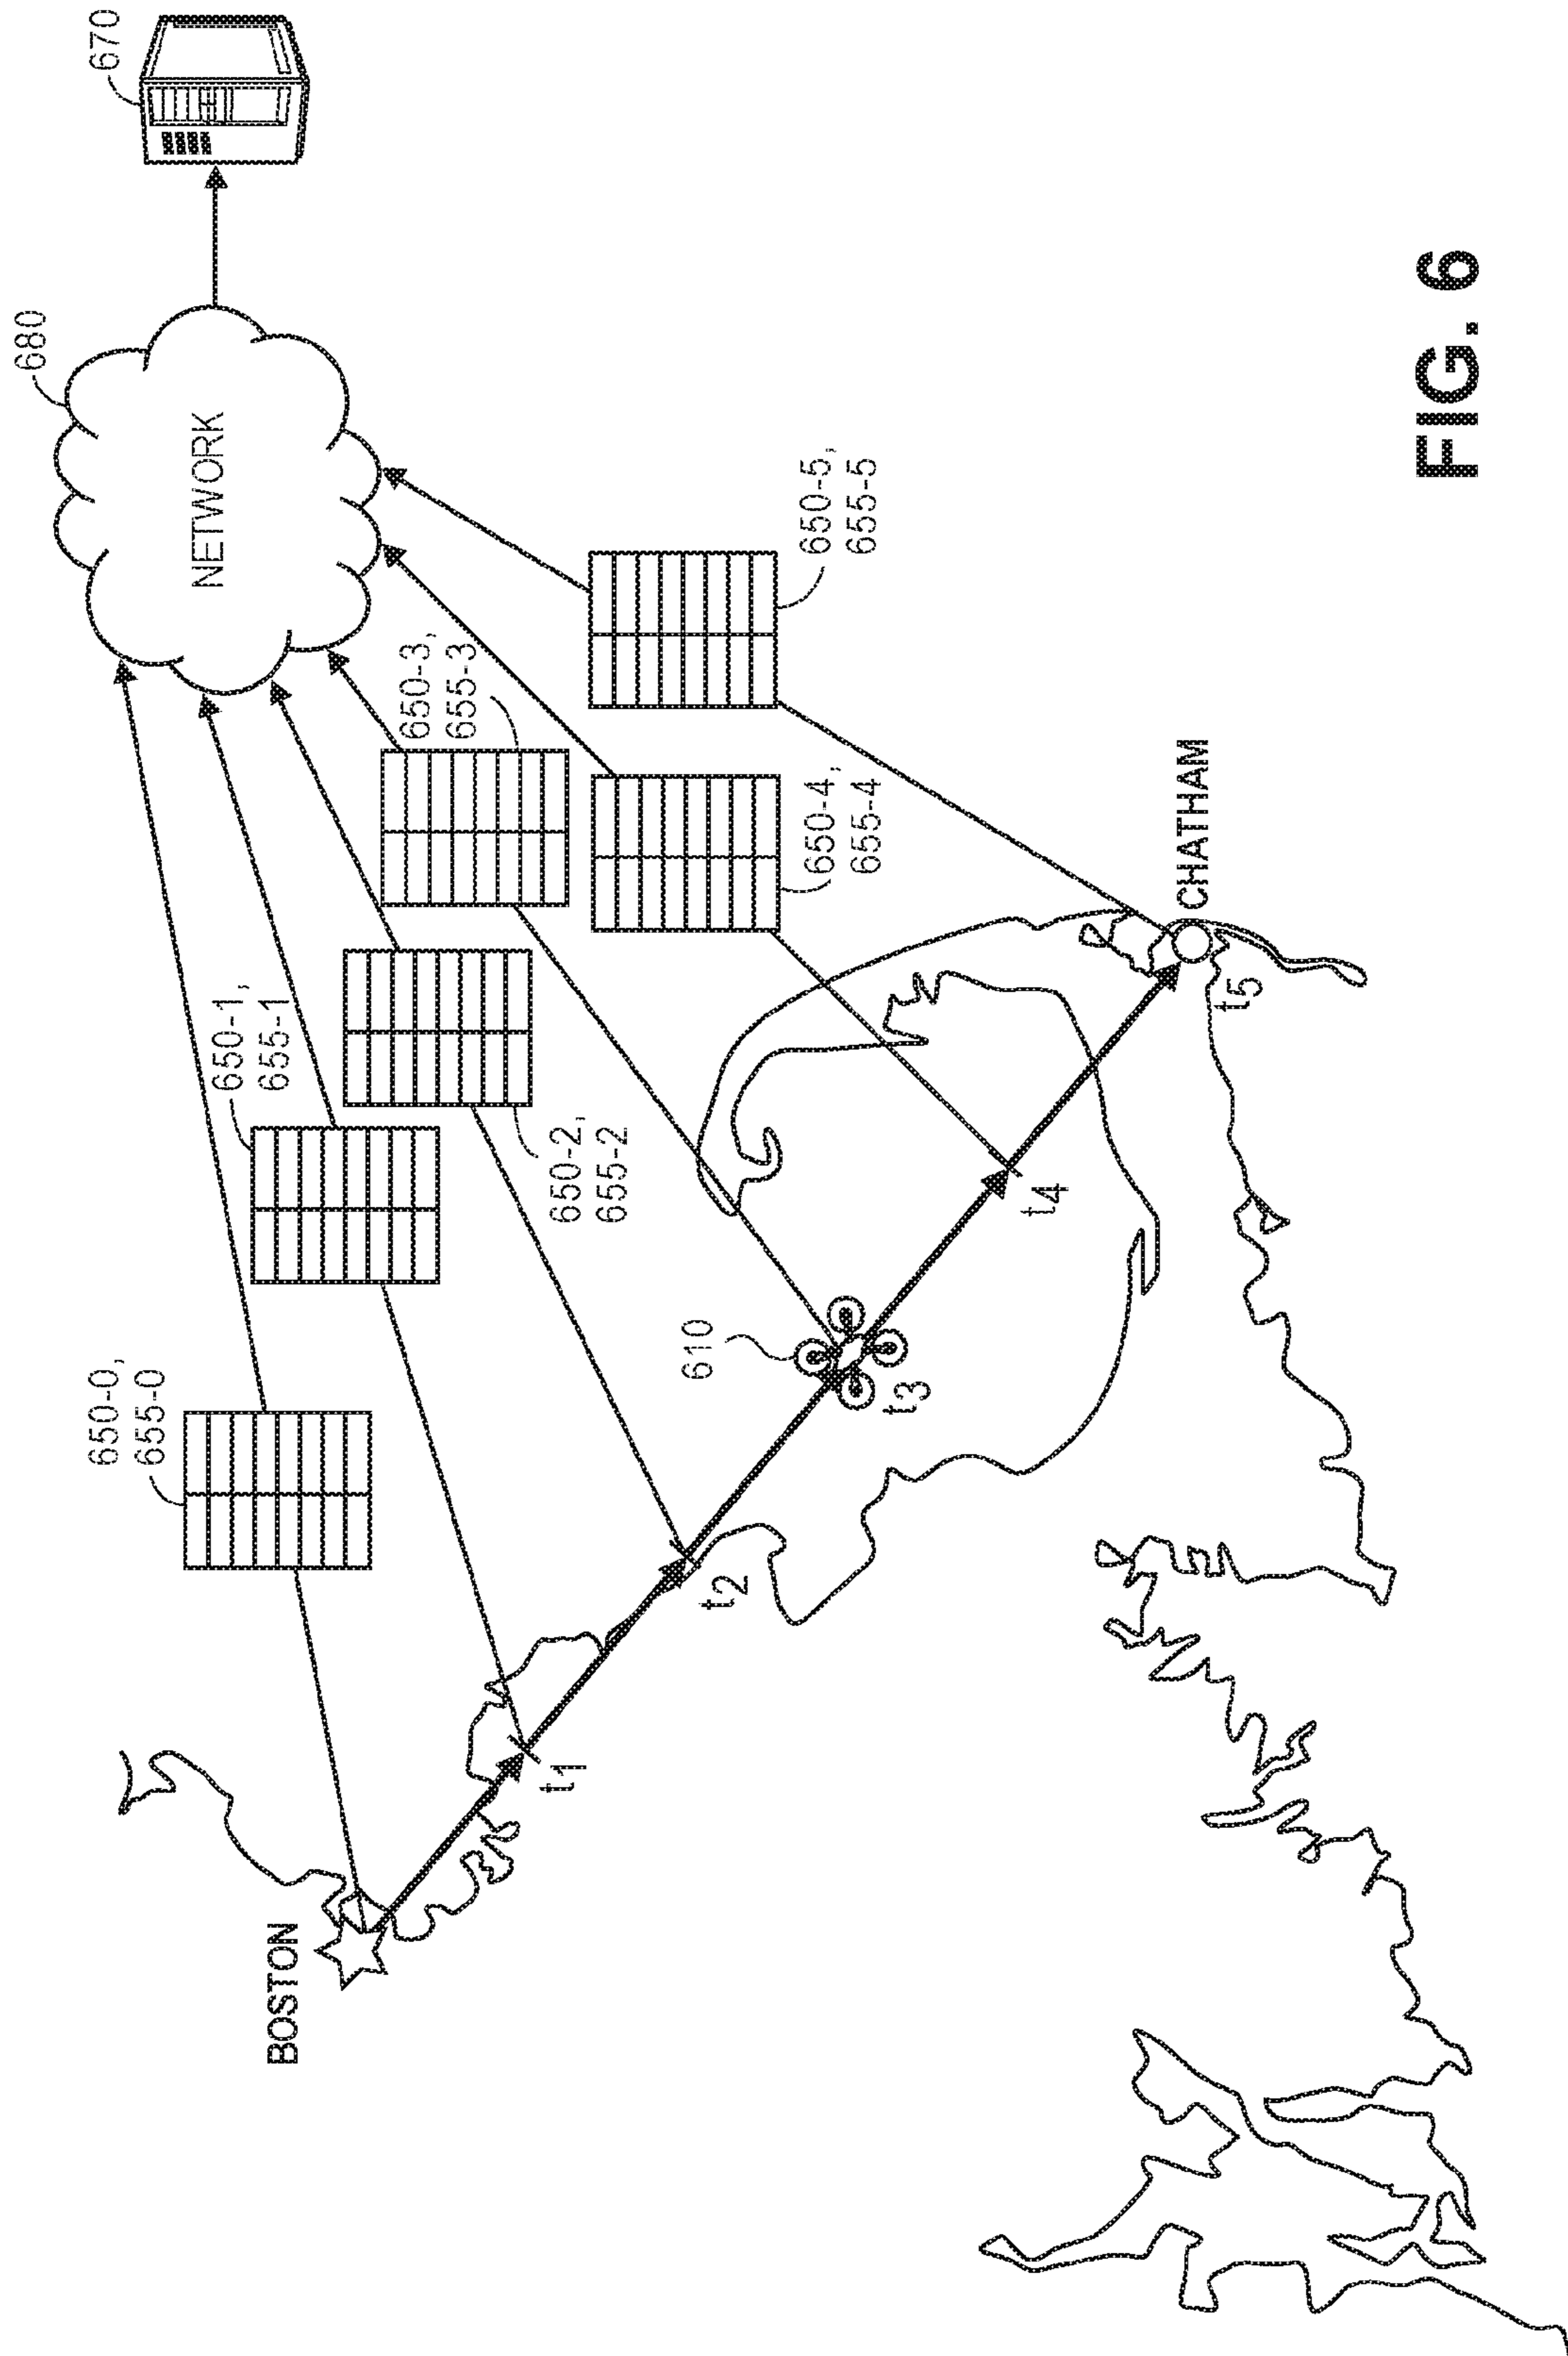 670
680
NETWORK
650-0,
655-0
650-1,
655-1
650-2,
655-2
650-3,
655-3
650-4,
655-4
650-5,
655-5
610
BOSTON
t1
t2
t3
t4
t5
CHATHAM
FIG. 6